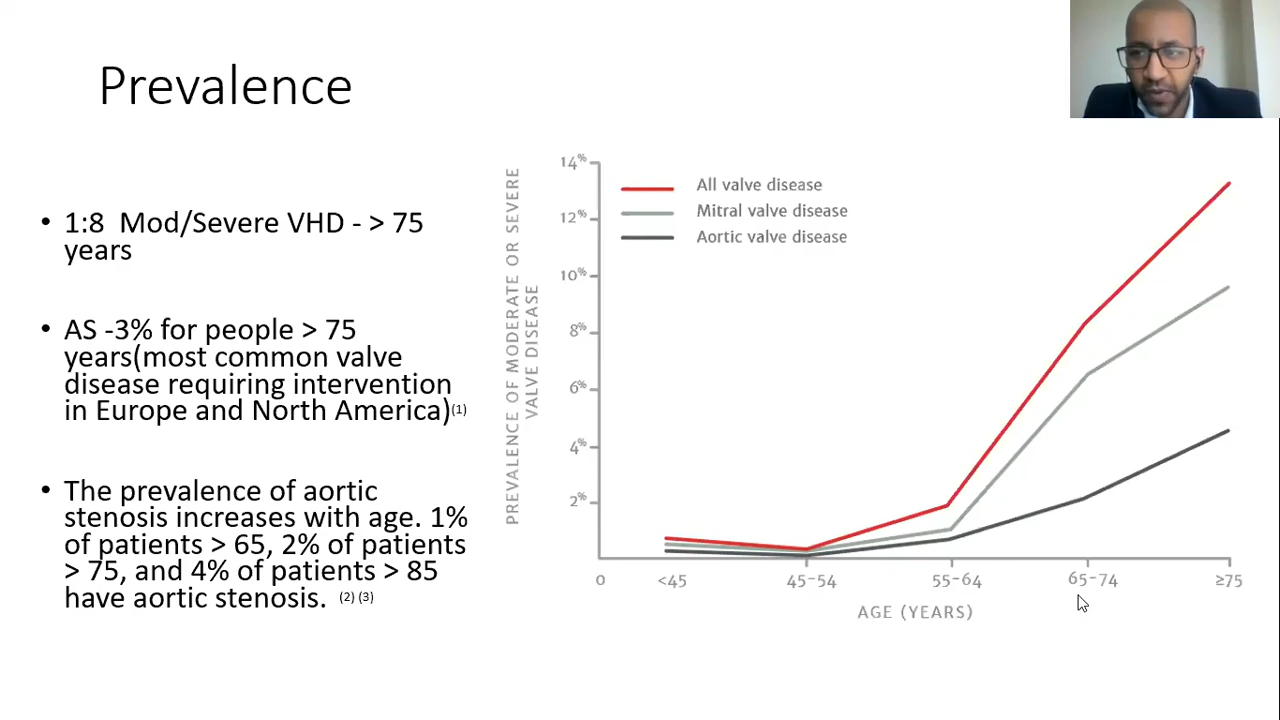 Prevalence
• 1:8 Mod/Severe VHD - > 75
years
• AS -3% for people > 75
years(most common valve
disease requiring intervention
in Europe and North America)(1)
• The prevalence of aortic
stenosis increases with age. 1%
of patients > 65, 2% of patients
> 75, and 4% of patients > 85
have aortic stenosis. (2) (3)
PREVALENCE OF MODERATE OR SEVERE
VALVE DISEASE
14%
12%
10%
8%
6%
4%
2%
All valve disease
Mitral valve disease
Aortic valve disease
0 <45 45-54 55-64 65-74 ≥75
AGE (YEARS)